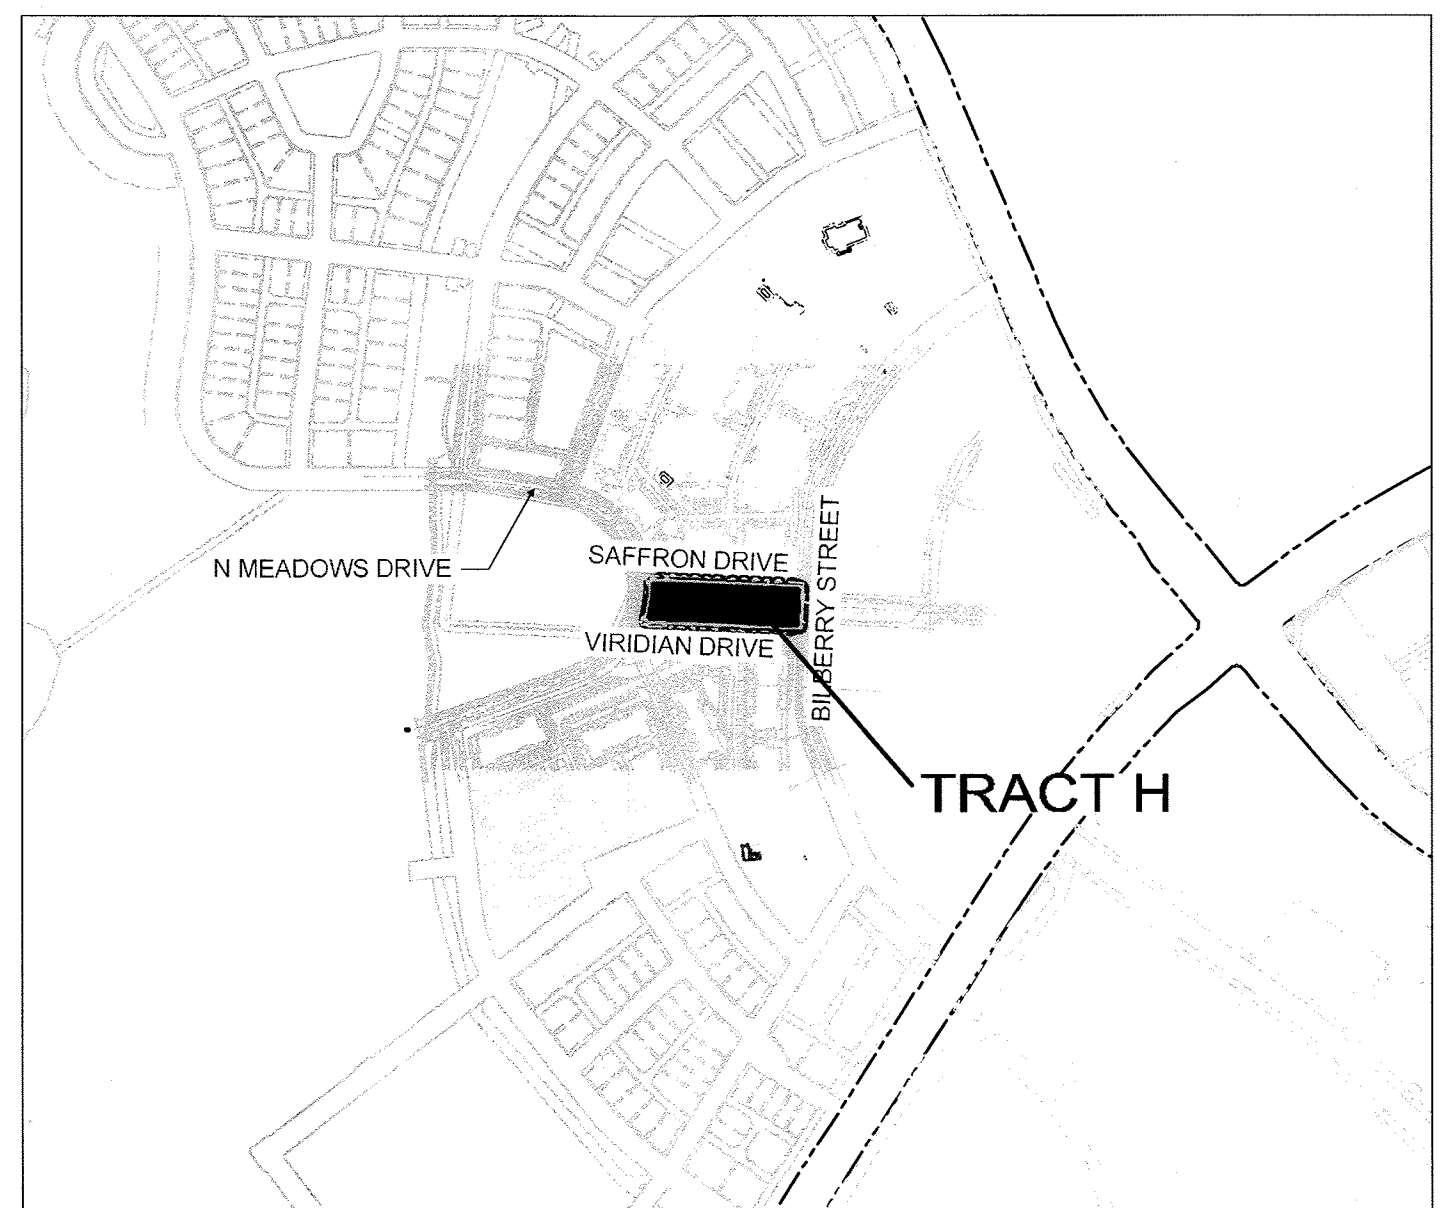 SAFFRON DRIVE
N MEADOWS DRIVE
BILBERRY STREET
VIRIDIAN DRIVE
TRACT H